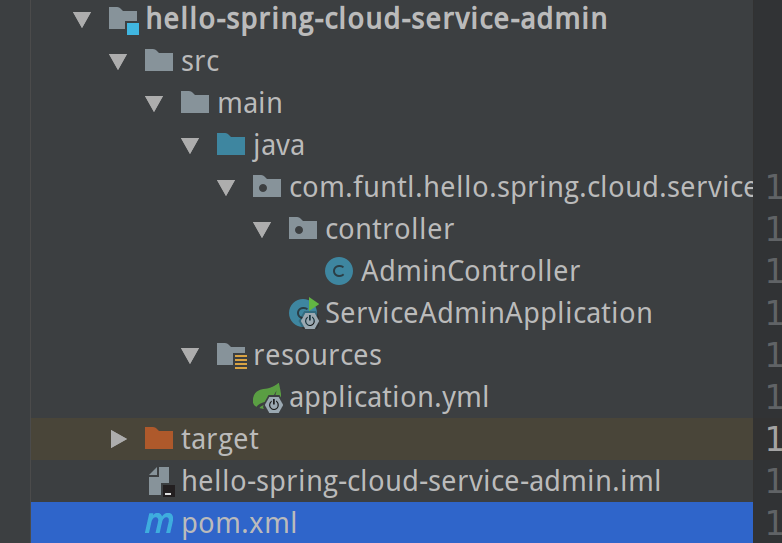 hello-spring-cloud-service-admin
src
main
java
com.funtl.hello.spring.cloud.service
1
controller
1
AdminController
1
ServiceAdminApplication
1
resources
1
application.yml
1
target
1
hello-spring-cloud-service-admin.iml
1
pom.xml
1